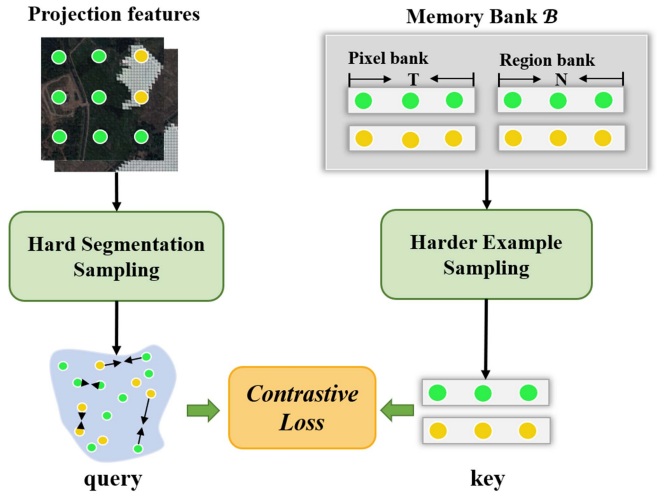 Projection features
Memory Bank ℬ
Pixel bank
T
Region bank
N
Hard Segmentation
Sampling
Harder Example
Sampling
Contrastive
Loss
query
key